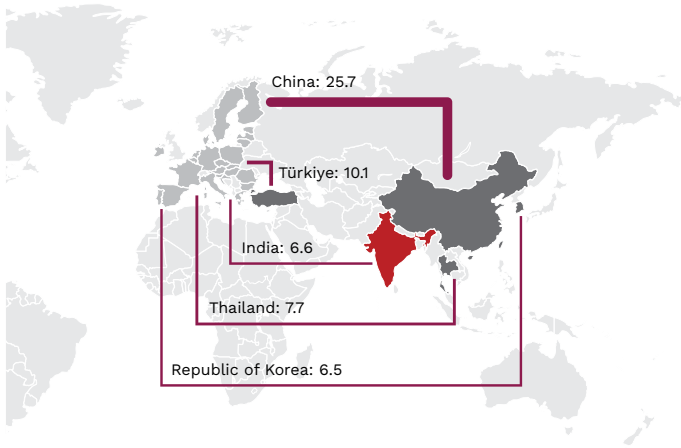 China: 25.7
Türkiye: 10.1
India: 6.6
Thailand: 7.7
Republic of Korea: 6.5